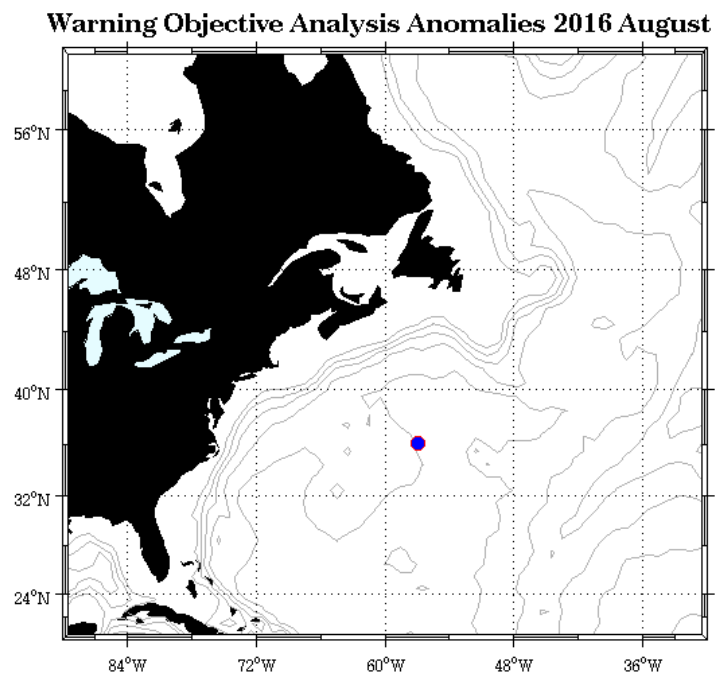 Warning Objective Analysis Anomalies 2016 August
56°N
48°N
40°N
32°N
24°N
84°W 72°W 60°W 48°W 36°W